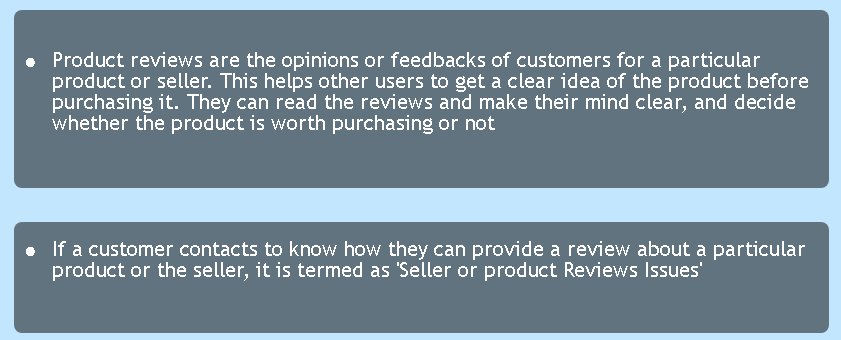 ● Product reviews are the opinions or feedbacks of customers for a particular
product or seller. This helps other users to get a clear idea of the product before
purchasing it. They can read the reviews and make their mind clear, and decide
whether the product is worth purchasing or not
● If a customer contacts to know how they can provide a review about a particular
product or the seller, it is termed as 'Seller or product Reviews Issues'